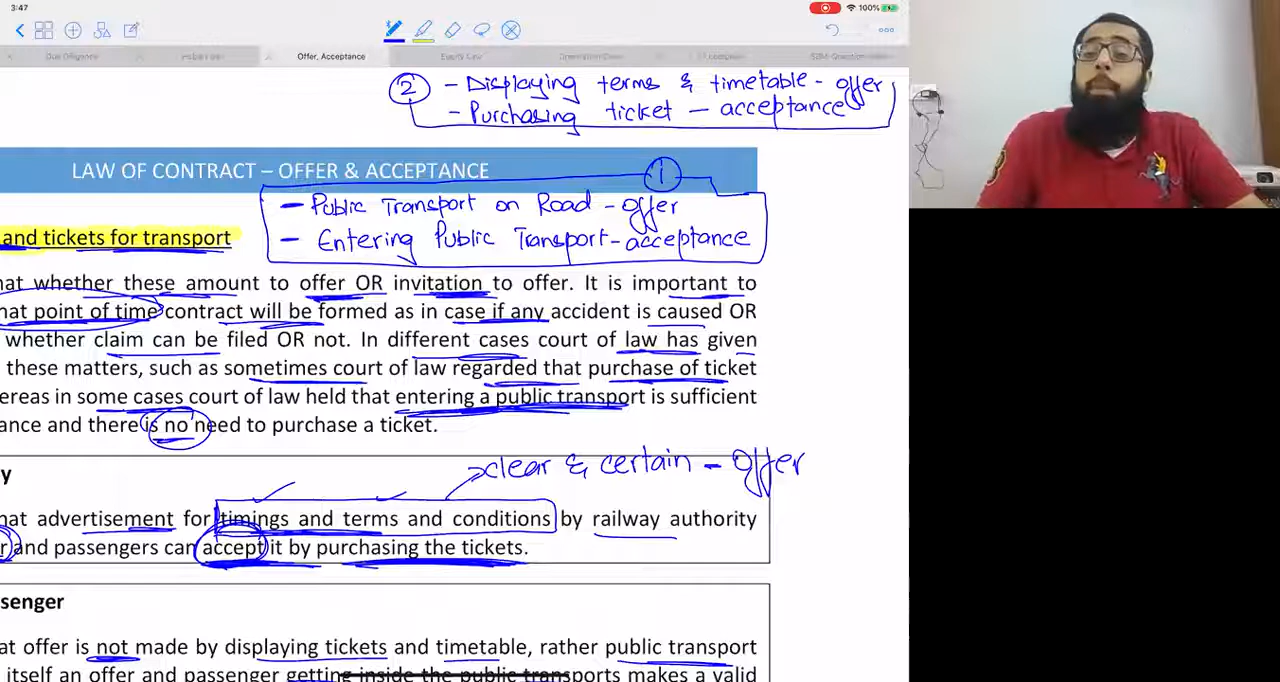 3:47
100%
Offer, Acceptance
Equity Law
② - Displaying terms & timetable - offer
- Purchasing ticket - acceptance
LAW OF CONTRACT – OFFER & ACCEPTANCE
①
- Public Transport on Road - offer
and tickets for transport
- Entering Public Transport - acceptance
hat whether these amount to offer OR invitation to offer. It is important to
hat point of time contract will be formed as in case if any accident is caused OR
whether claim can be filed OR not. In different cases court of law has given
these matters, such as sometimes court of law regarded that purchase of ticket
ereas in some cases court of law held that entering a public transport is sufficient
ance and there is no need to purchase a ticket.
clear & certain - Offer
y
hat advertisement for timings and terms and conditions by railway authority
r and passengers can accept it by purchasing the tickets.
senger
at offer is not made by displaying tickets and timetable, rather public transport
itself an offer and passenger getting inside the public transports makes a valid